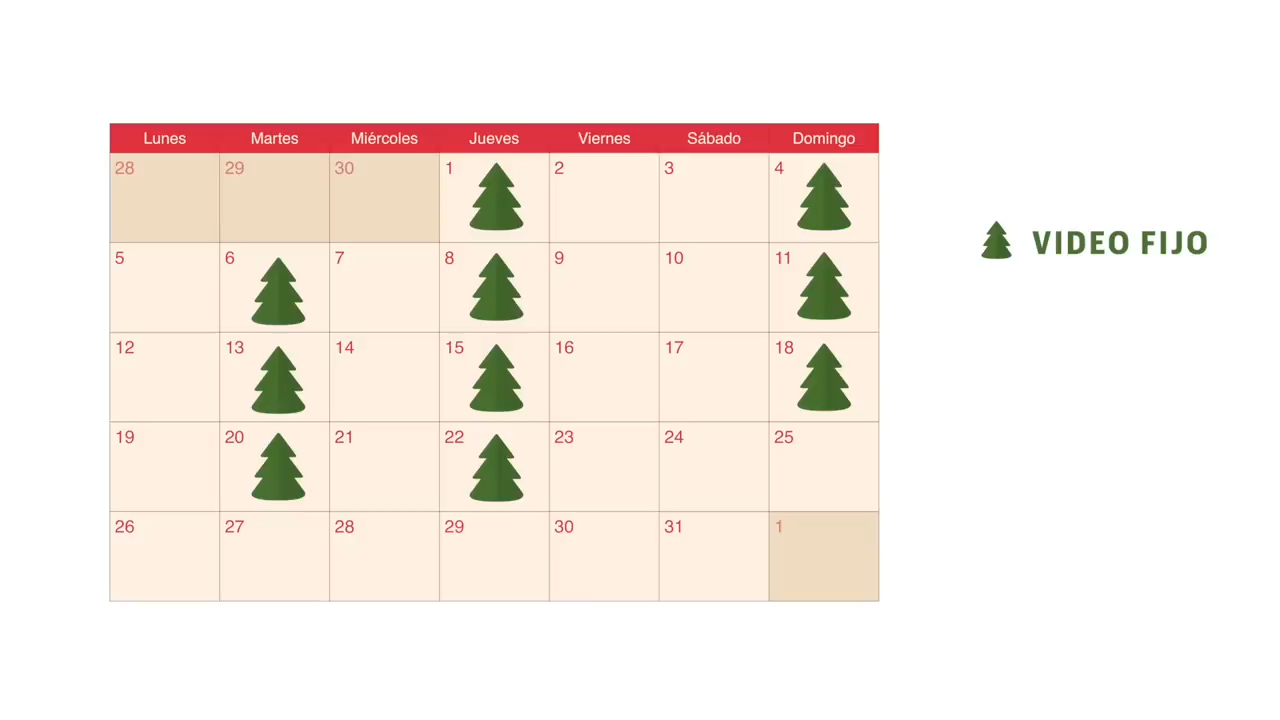 Lunes Martes Miércoles Jueves Viernes Sábado Domingo
28 29 30 1 2 3 4
VIDEO FIJO
5 6 7 8 9 10 11
12 13 14 15 16 17 18
19 20 21 22 23 24 25
26 27 28 29 30 31 1